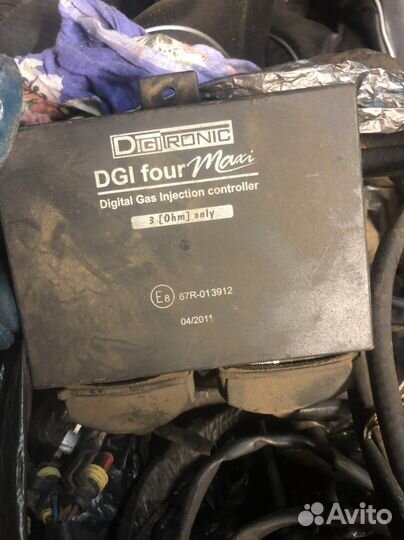 DIGITRONIC
DGI four Maxi
Digital Gas Injection controller
3 [Ohm] only
E8 67R-013912
04/2011
Avito